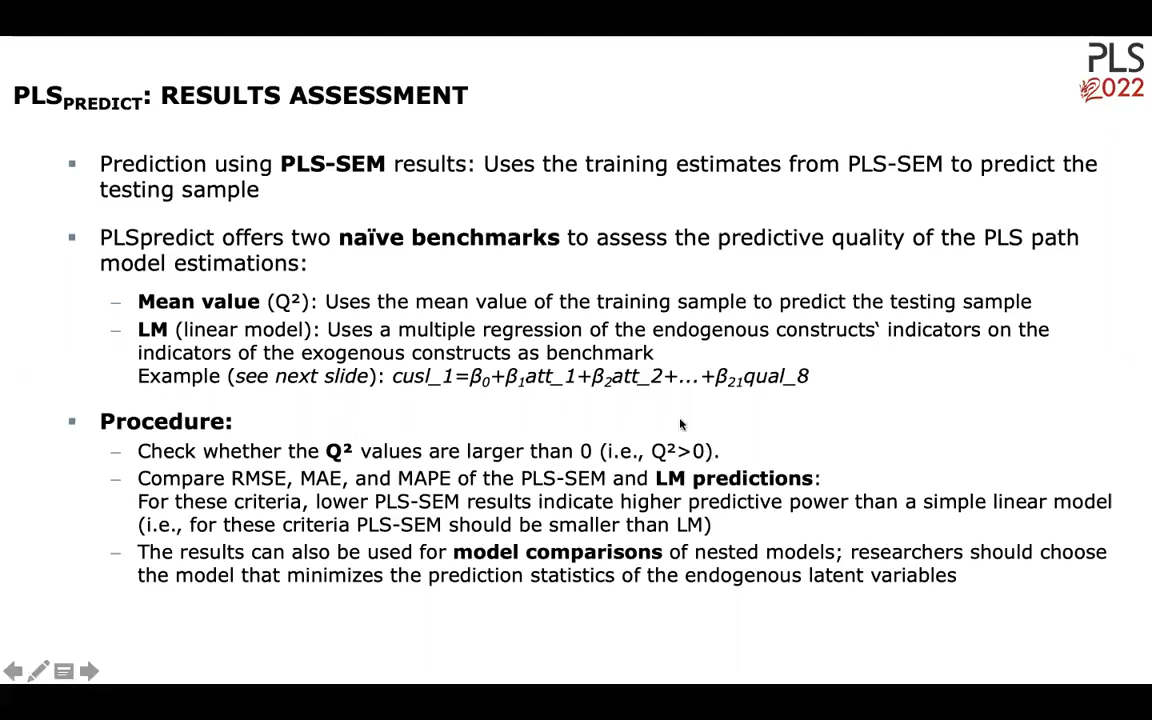 PLS
2022
PLSPREDICT: RESULTS ASSESSMENT
▪ Prediction using PLS-SEM results: Uses the training estimates from PLS-SEM to predict the
testing sample
▪ PLSpredict offers two naïve benchmarks to assess the predictive quality of the PLS path
model estimations:
– Mean value (Q²): Uses the mean value of the training sample to predict the testing sample
– LM (linear model): Uses a multiple regression of the endogenous constructs‘ indicators on the
indicators of the exogenous constructs as benchmark
Example (see next slide): cusl_1=β₀+β₁att_1+β₂att_2+...+β₂₁qual_8
▪ Procedure:
– Check whether the Q² values are larger than 0 (i.e., Q²>0).
– Compare RMSE, MAE, and MAPE of the PLS-SEM and LM predictions:
For these criteria, lower PLS-SEM results indicate higher predictive power than a simple linear model
(i.e., for these criteria PLS-SEM should be smaller than LM)
– The results can also be used for model comparisons of nested models; researchers should choose
the model that minimizes the prediction statistics of the endogenous latent variables